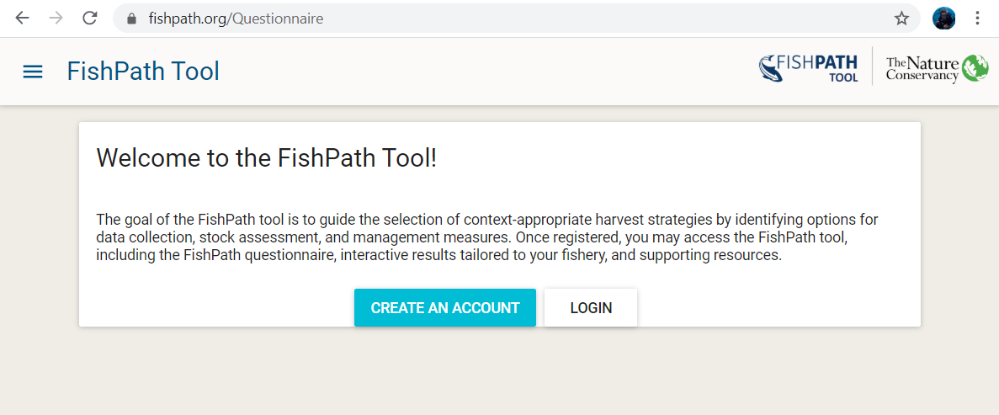 fishpath.org/Questionnaire
FishPath Tool
FISHPATH
TOOL
The Nature
Conservancy
Welcome to the FishPath Tool!
The goal of the FishPath tool is to guide the selection of context-appropriate harvest strategies by identifying options for
data collection, stock assessment, and management measures. Once registered, you may access the FishPath tool,
including the FishPath questionnaire, interactive results tailored to your fishery, and supporting resources.
CREATE AN ACCOUNT
LOGIN